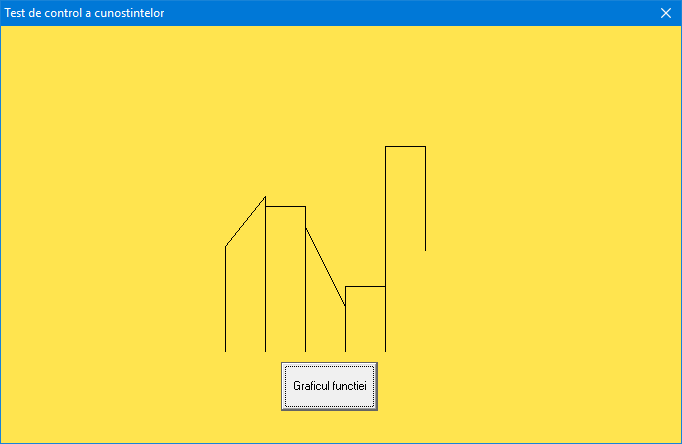 Test de control a cunostintelor
Graficul functiei